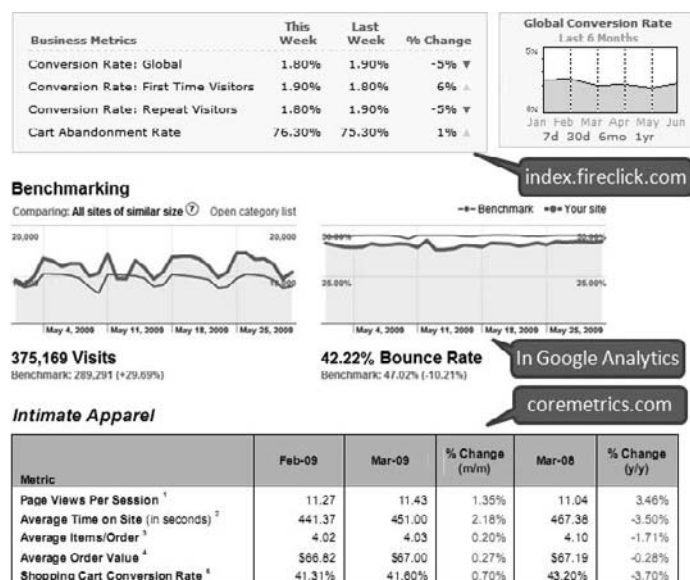 Business Metrics This Week Last Week % Change
Conversion Rate: Global 1.80% 1.90% -5% ▼
Conversion Rate: First Time Visitors 1.90% 1.80% 6% ▲
Conversion Rate: Repeat Visitors 1.80% 1.90% -5% ▼
Cart Abandonment Rate 76.30% 75.30% 1% ▲
Global Conversion Rate
Last 6 Months
5%
0%
Jan Feb Mar Apr May Jun
7d 30d 6mo 1yr
index.fireclick.com
Benchmarking
Comparing: All sites of similar size ? Open category list
Benchmark Your site
20,000 20,000
10,000
May 4, 2009 May 11, 2009 May 18, 2009 May 25, 2009
375,169 Visits
Benchmark: 289,291 (+29.69%)
50.00% 50.00%
25.00% 25.00%
May 4, 2009 May 11, 2009 May 18, 2009 May 25, 2009
42.22% Bounce Rate
Benchmark: 47.02% (-10.21%)
In Google Analytics
coremetrics.com
Intimate Apparel
Metric Feb-09 Mar-09 % Change (m/m) Mar-08 % Change (y/y)
Page Views Per Session 1 11.27 11.43 1.35% 11.04 3.46%
Average Time on Site (in seconds) 2 441.37 451.00 2.18% 467.38 -3.50%
Average Items/Order 3 4.02 4.03 0.20% 4.10 -1.71%
Average Order Value 4 $66.82 $67.00 0.27% $67.19 -0.28%
Shopping Cart Conversion Rate 41.31% 41.60% 0.70% 43.20% -3.70%